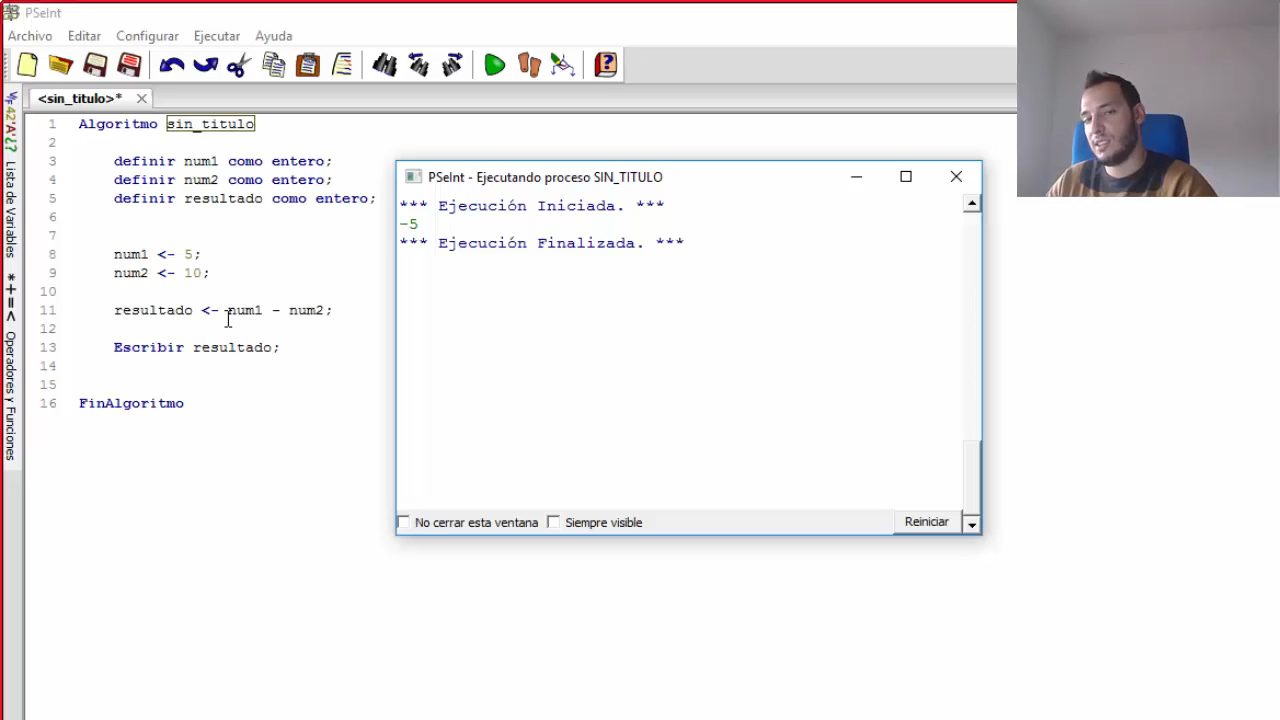 PSeInt
Archivo Editar Configurar Ejecutar Ayuda
<sin_titulo>*
1 Algoritmo sin_titulo
2
3 definir num1 como entero;
4 definir num2 como entero;
5 definir resultado como entero;
6
7
8 num1 <- 5;
9 num2 <- 10;
10
11 resultado <- num1 - num2;
12
13 Escribir resultado;
14
15
16 FinAlgoritmo
Lista de Variables
*+=< Operadores y Funciones
PSeInt - Ejecutando proceso SIN_TITULO
*** Ejecución Iniciada. ***
-5
*** Ejecución Finalizada. ***
No cerrar esta ventana Siempre visible Reiniciar